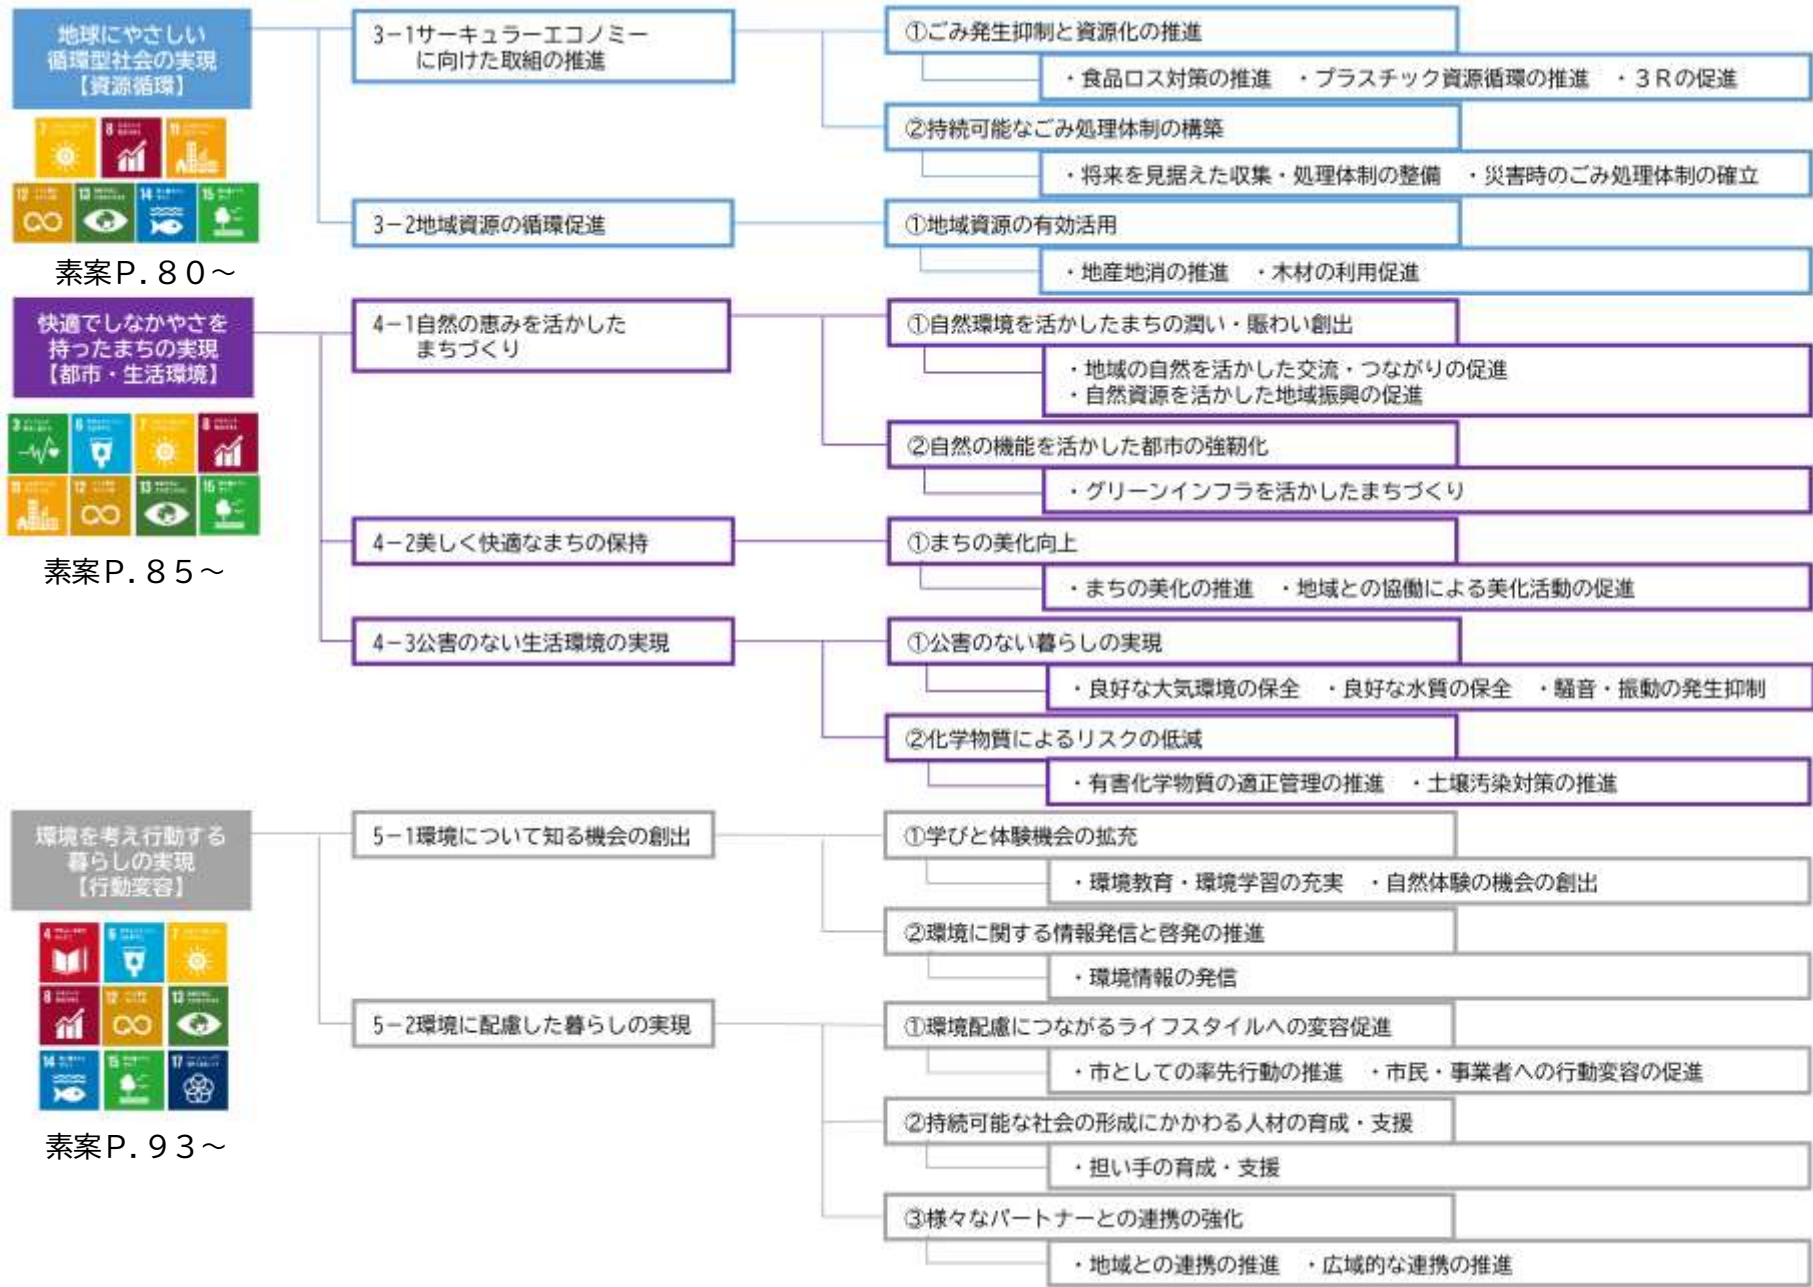 地球にやさしい
循環型社会の実現
【資源循環】
7
8
11
12
13
14
15
素案P.80～
3-1サーキュラーエコノミー
に向けた取組の推進
①ごみ発生抑制と資源化の推進
・食品ロス対策の推進　・プラスチック資源循環の推進　・3Rの促進
②持続可能なごみ処理体制の構築
・将来を見据えた収集・処理体制の整備　・災害時のごみ処理体制の確立
3-2地域資源の循環促進
①地域資源の有効活用
・地産地消の推進　・木材の利用促進
快適でしなかやさを
持ったまちの実現
【都市・生活環境】
3
6
7
8
11
12
13
15
素案P.85～
4-1自然の恵みを活かした
まちづくり
①自然環境を活かしたまちの潤い・賑わい創出
・地域の自然を活かした交流・つながりの促進
・自然資源を活かした地域振興の促進
②自然の機能を活かした都市の強靭化
・グリーンインフラを活かしたまちづくり
4-2美しく快適なまちの保持
①まちの美化向上
・まちの美化の推進　・地域との協働による美化活動の促進
4-3公害のない生活環境の実現
①公害のない暮らしの実現
・良好な大気環境の保全　・良好な水質の保全　・騒音・振動の発生抑制
②化学物質によるリスクの低減
・有害化学物質の適正管理の推進　・土壌汚染対策の推進
環境を考え行動する
暮らしの実現
【行動変容】
4
6
7
8
12
13
14
15
17
素案P.93～
5-1環境について知る機会の創出
①学びと体験機会の拡充
・環境教育・環境学習の充実　・自然体験の機会の創出
②環境に関する情報発信と啓発の推進
・環境情報の発信
5-2環境に配慮した暮らしの実現
①環境配慮につながるライフスタイルへの変容促進
・市としての率先行動の推進　・市民・事業者への行動変容の促進
②持続可能な社会の形成にかかわる人材の育成・支援
・担い手の育成・支援
③様々なパートナーとの連携の強化
・地域との連携の推進　・広域的な連携の推進